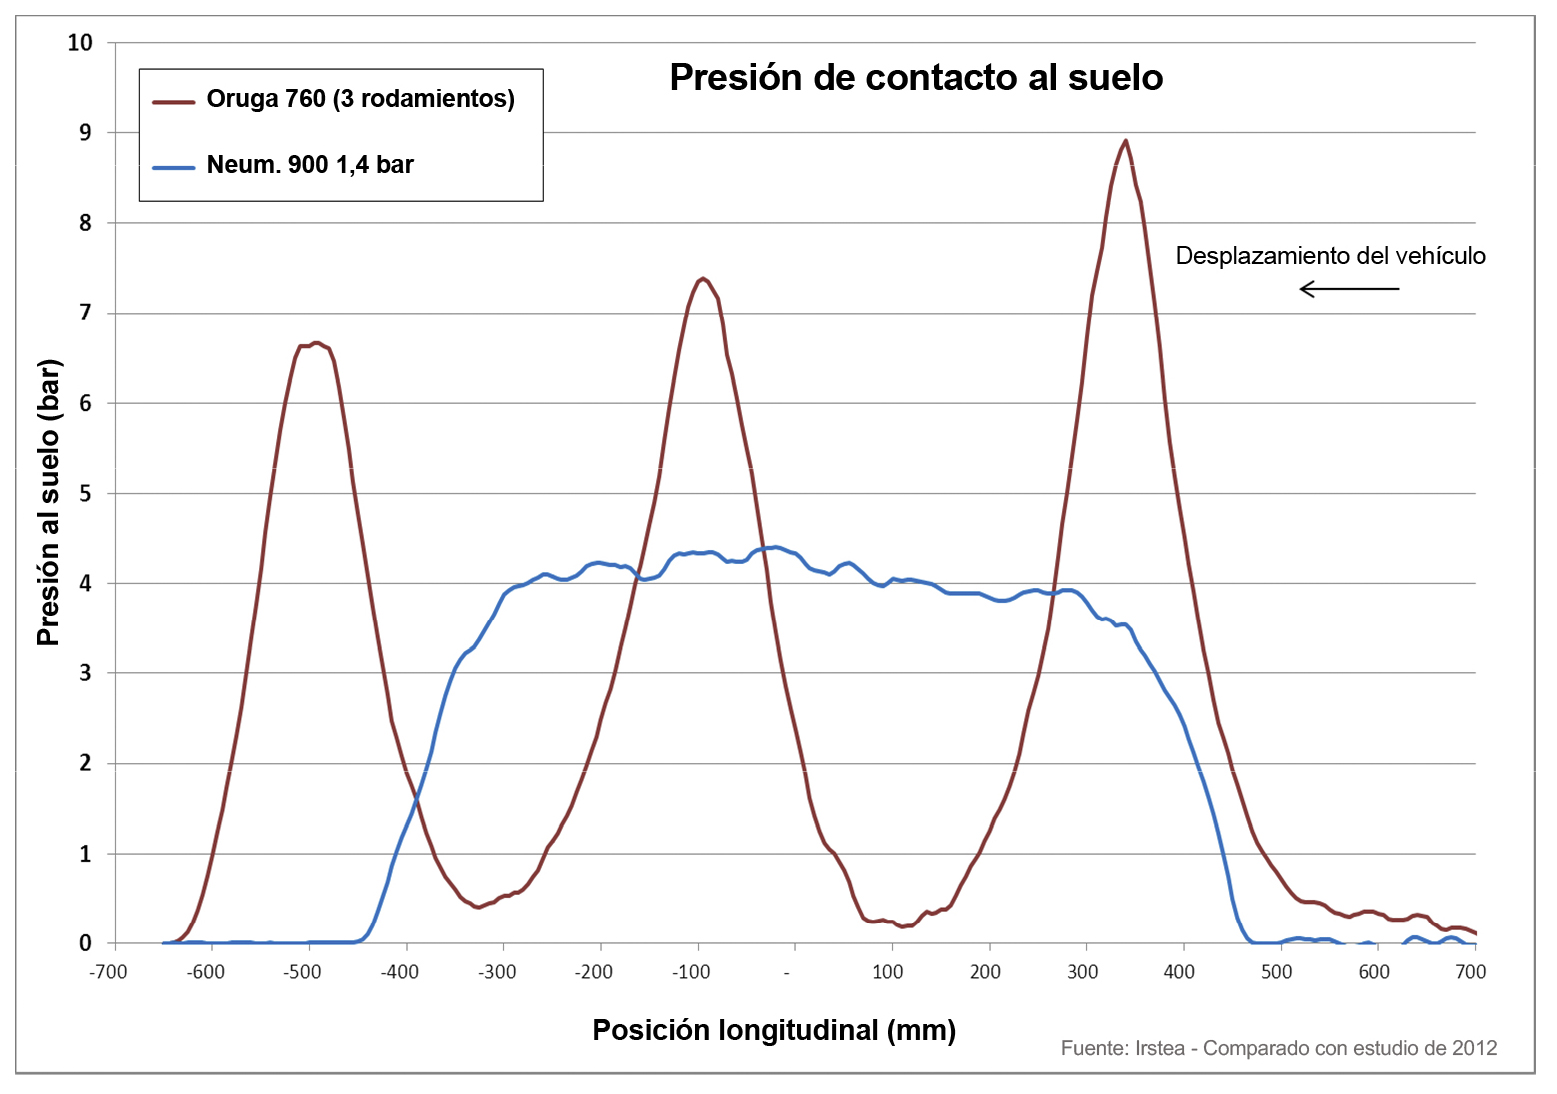 Presión de contacto al suelo
Oruga 760 (3 rodamientos)
Neum. 900 1,4 bar
Desplazamiento del vehículo
Presión al suelo (bar)
10
9
8
7
6
5
4
3
2
1
0
-700 -600 -500 -400 -300 -200 -100 - 100 200 300 400 500 600 700
Posición longitudinal (mm)
Fuente: Irstea - Comparado con estudio de 2012